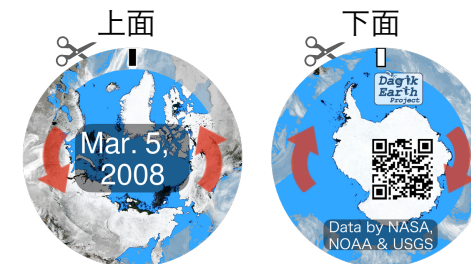 上面
下面
Mar. 5,
2008
Dagik
Earth
Project
Data by NASA,
NOAA & USGS